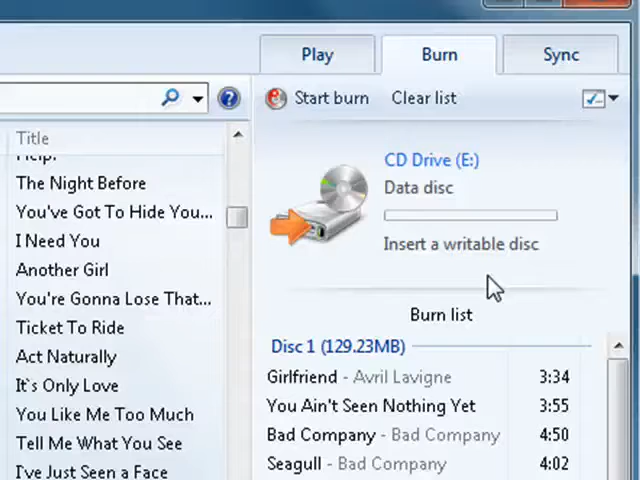 Play
Burn
Sync
Start burn
Clear list
Title
Help!
The Night Before
You've Got To Hide You...
I Need You
Another Girl
You're Gonna Lose That...
Ticket To Ride
Act Naturally
It's Only Love
You Like Me Too Much
Tell Me What You See
I've Just Seen a Face
CD Drive (E:)
Data disc
Insert a writable disc
Burn list
Disc 1 (129.23MB)
Girlfriend - Avril Lavigne 3:34
You Ain't Seen Nothing Yet 3:55
Bad Company - Bad Company 4:50
Seagull - Bad Company 4:02